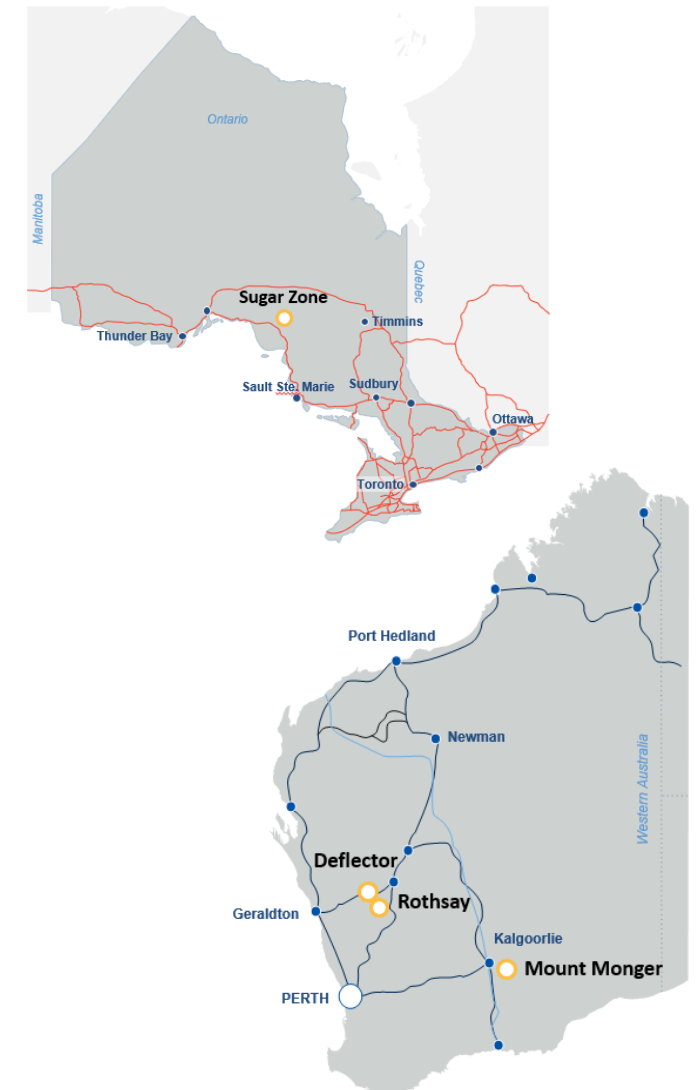 Ontario
Manitoba
Quebec
Sugar Zone
Timmins
Thunder Bay
Sault Ste. Marie
Sudbury
Ottawa
Toronto
Port Hedland
Newman
Western Australia
Deflector
Rothsay
Geraldton
Kalgoorlie
Mount Monger
PERTH